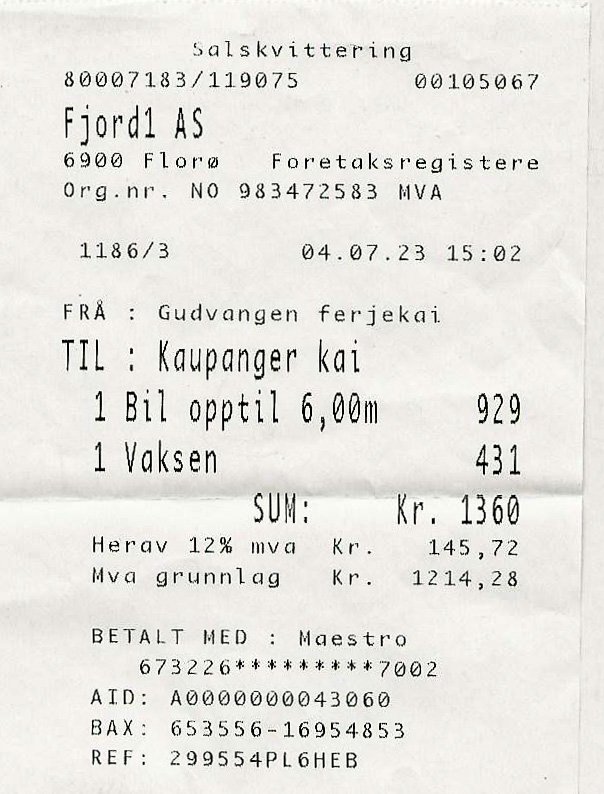 Salskvittering
80007183/119075 00105067
Fjord1 AS
6900 Florø Foretaksregistere
Org.nr. NO 983472583 MVA
1186/3 04.07.23 15:02
FRÅ : Gudvangen ferjekai
TIL : Kaupanger kai
1 Bil opptil 6,00m 929
1 Vaksen 431
SUM: Kr. 1360
Herav 12% mva Kr. 145,72
Mva grunnlag Kr. 1214,28
BETALT MED : Maestro
673226*********7002
AID: A0000000043060
BAX: 653556-16954853
REF: 299554PL6HEB